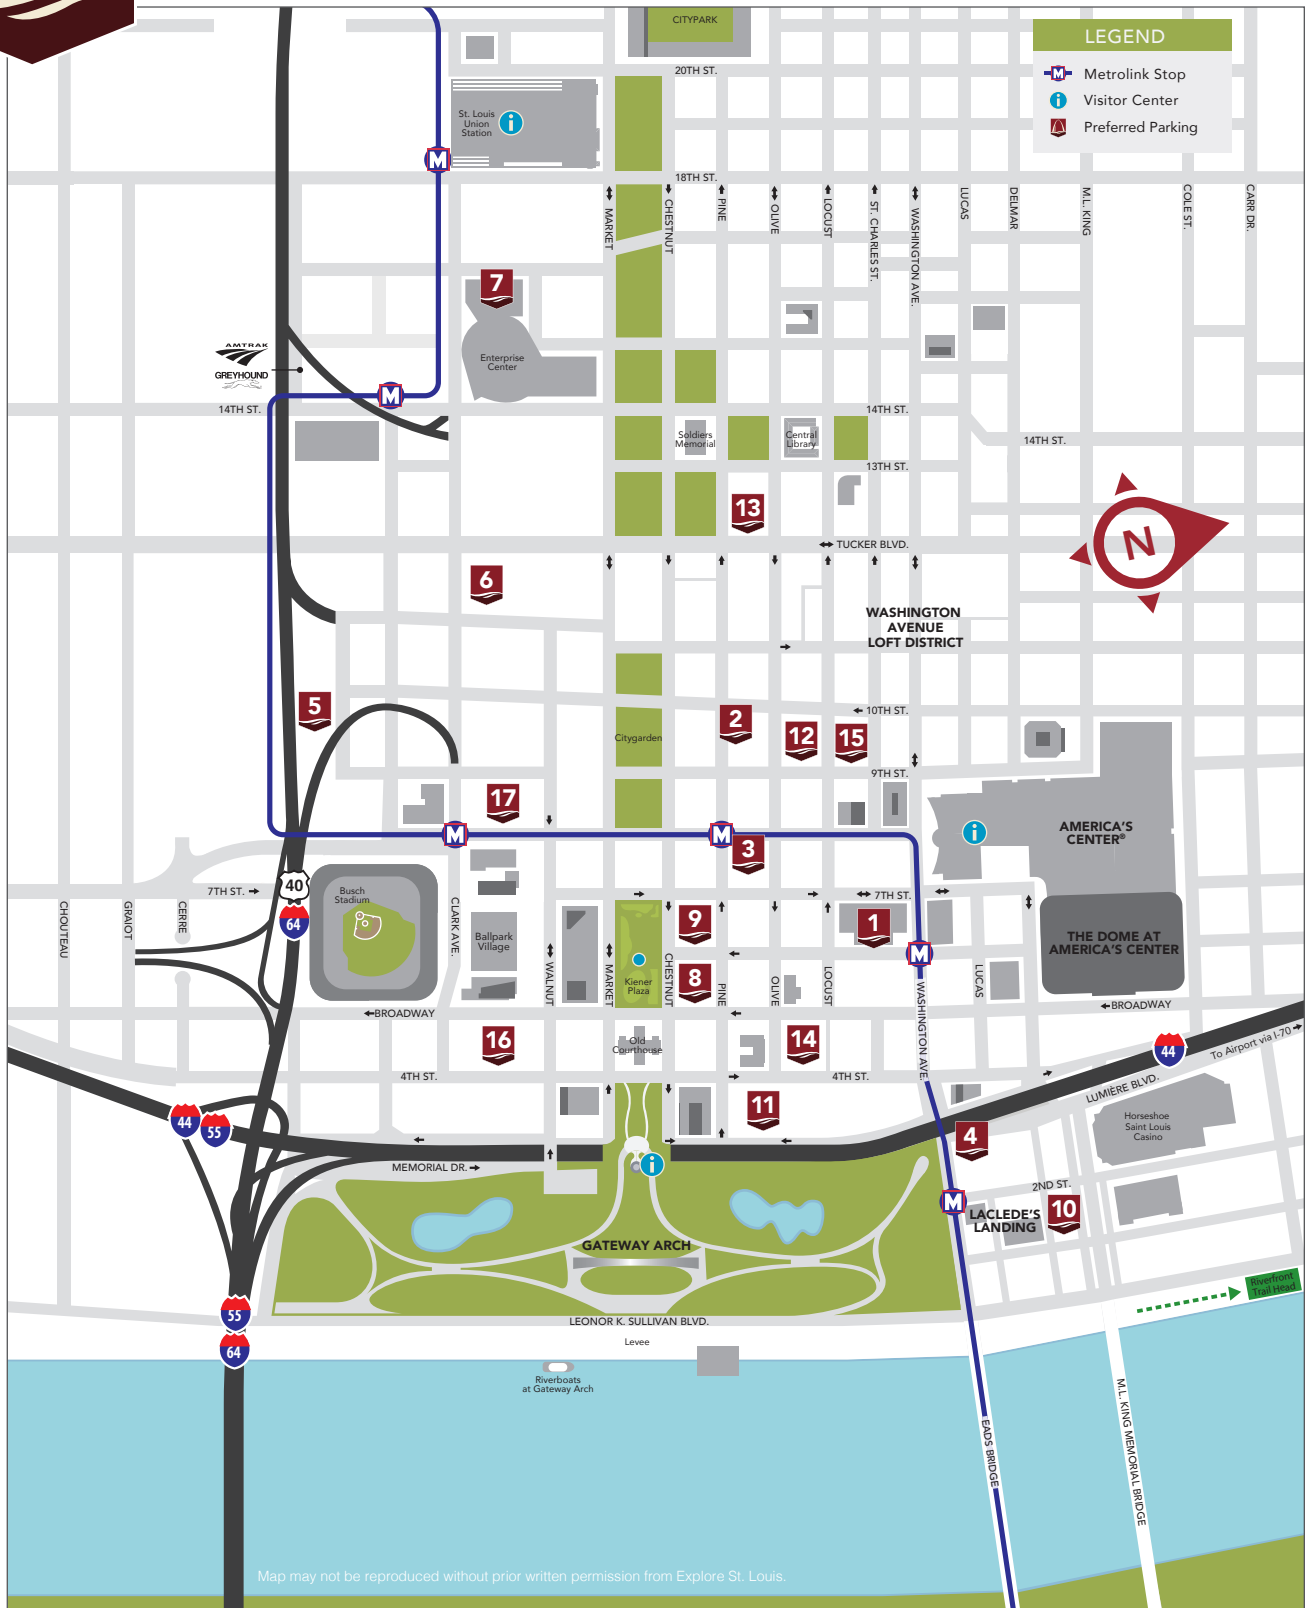 CITYPARK
LEGEND
Metrolink Stop
Visitor Center
Preferred Parking
20TH ST.
St. Louis
Union
Station
18TH ST.
MARKET
CHESTNUT
PINE
OLIVE
LOCUST
ST. CHARLES ST.
WASHINGTON AVE.
LUCAS
DELMAR
M.L. KING
COLE ST.
CARR DR.
7
Enterprise
Center
AMTRAK
GREYHOUND
14TH ST.
14TH ST.
14TH ST.
Soldiers
Memorial
Central
Library
13TH ST.
13
N
TUCKER BLVD.
6
WASHINGTON
AVENUE
LOFT DISTRICT
5
10TH ST.
2
12
15
Citygarden
9TH ST.
17
3
AMERICA'S
CENTER®
40
64
7TH ST.
7TH ST.
Busch
Stadium
CHOUTEAU
GRATIOT
CERRE
CLARK AVE.
Ballpark
Village
WALNUT
MARKET
Kiener
Plaza
CHESTNUT
9
8
PINE
OLIVE
LOCUST
1
WASHINGTON AVE.
LUCAS
THE DOME AT
AMERICA'S CENTER
BROADWAY
BROADWAY
16
Old
Courthouse
14
44
To Airport via I-70
4TH ST.
4TH ST.
LUMIÈRE BLVD.
44
55
11
4
Horseshoe
Saint Louis
Casino
MEMORIAL DR.
2ND ST.
LACLEDE'S
LANDING
10
GATEWAY ARCH
Riverfront
Trail Head
55
64
LEONOR K. SULLIVAN BLVD.
Levee
Riverboats
at Gateway Arch
EADS BRIDGE
M.L. KING MEMORIAL BRIDGE
Map may not be reproduced without prior written permission from Explore St. Louis.